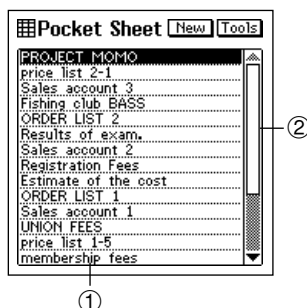 Pocket Sheet New Tools
PROJECT MOMO
price list 2-1
Sales account 3
Fishing club BASS
ORDER LIST 2
Results of exam.
Sales account 2
Registration Fees
Estimate of the cost
ORDER LIST 1
Sales account 1
UNION FEES
price list 1-5
membership fees
②
①